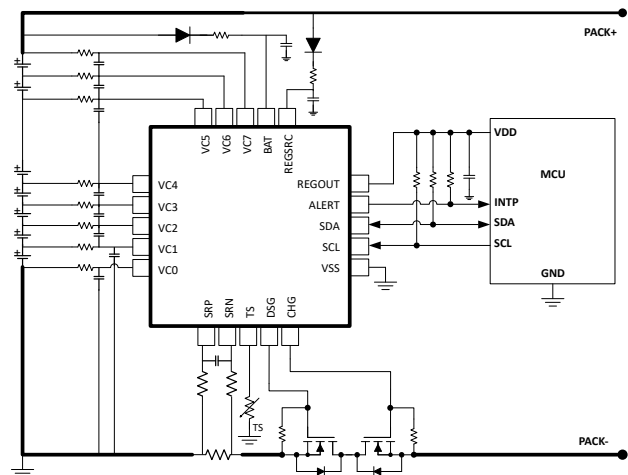 PACK+
VC5
VC6
VC7
BAT
REGSRC
VDD
MCU
VC4
REGOUT
VC3
ALERT
INTP
VC2
SDA
SDA
VC1
SCL
SCL
VC0
VSS
GND
SRP
SRN
TS
DSG
CHG
TS
PACK-